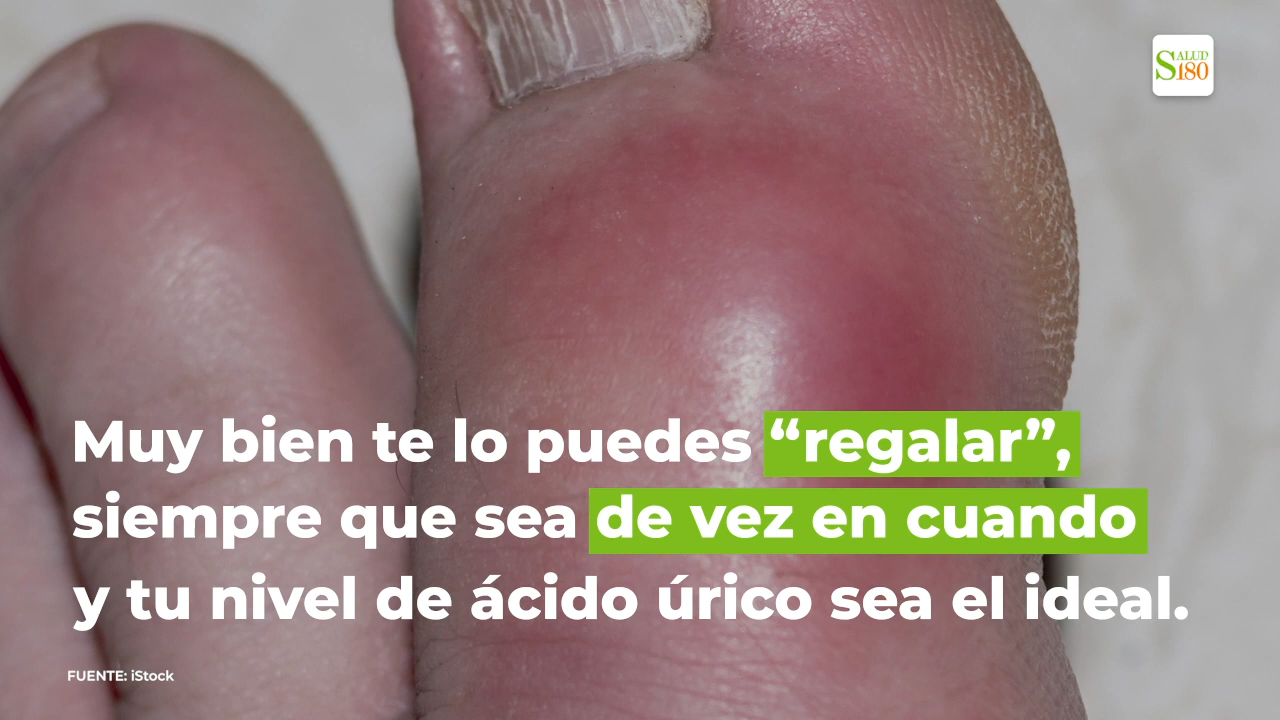 SALUD
180
Muy bien te lo puedes “regalar”,
siempre que sea de vez en cuando
y tu nivel de ácido úrico sea el ideal.
FUENTE: iStock